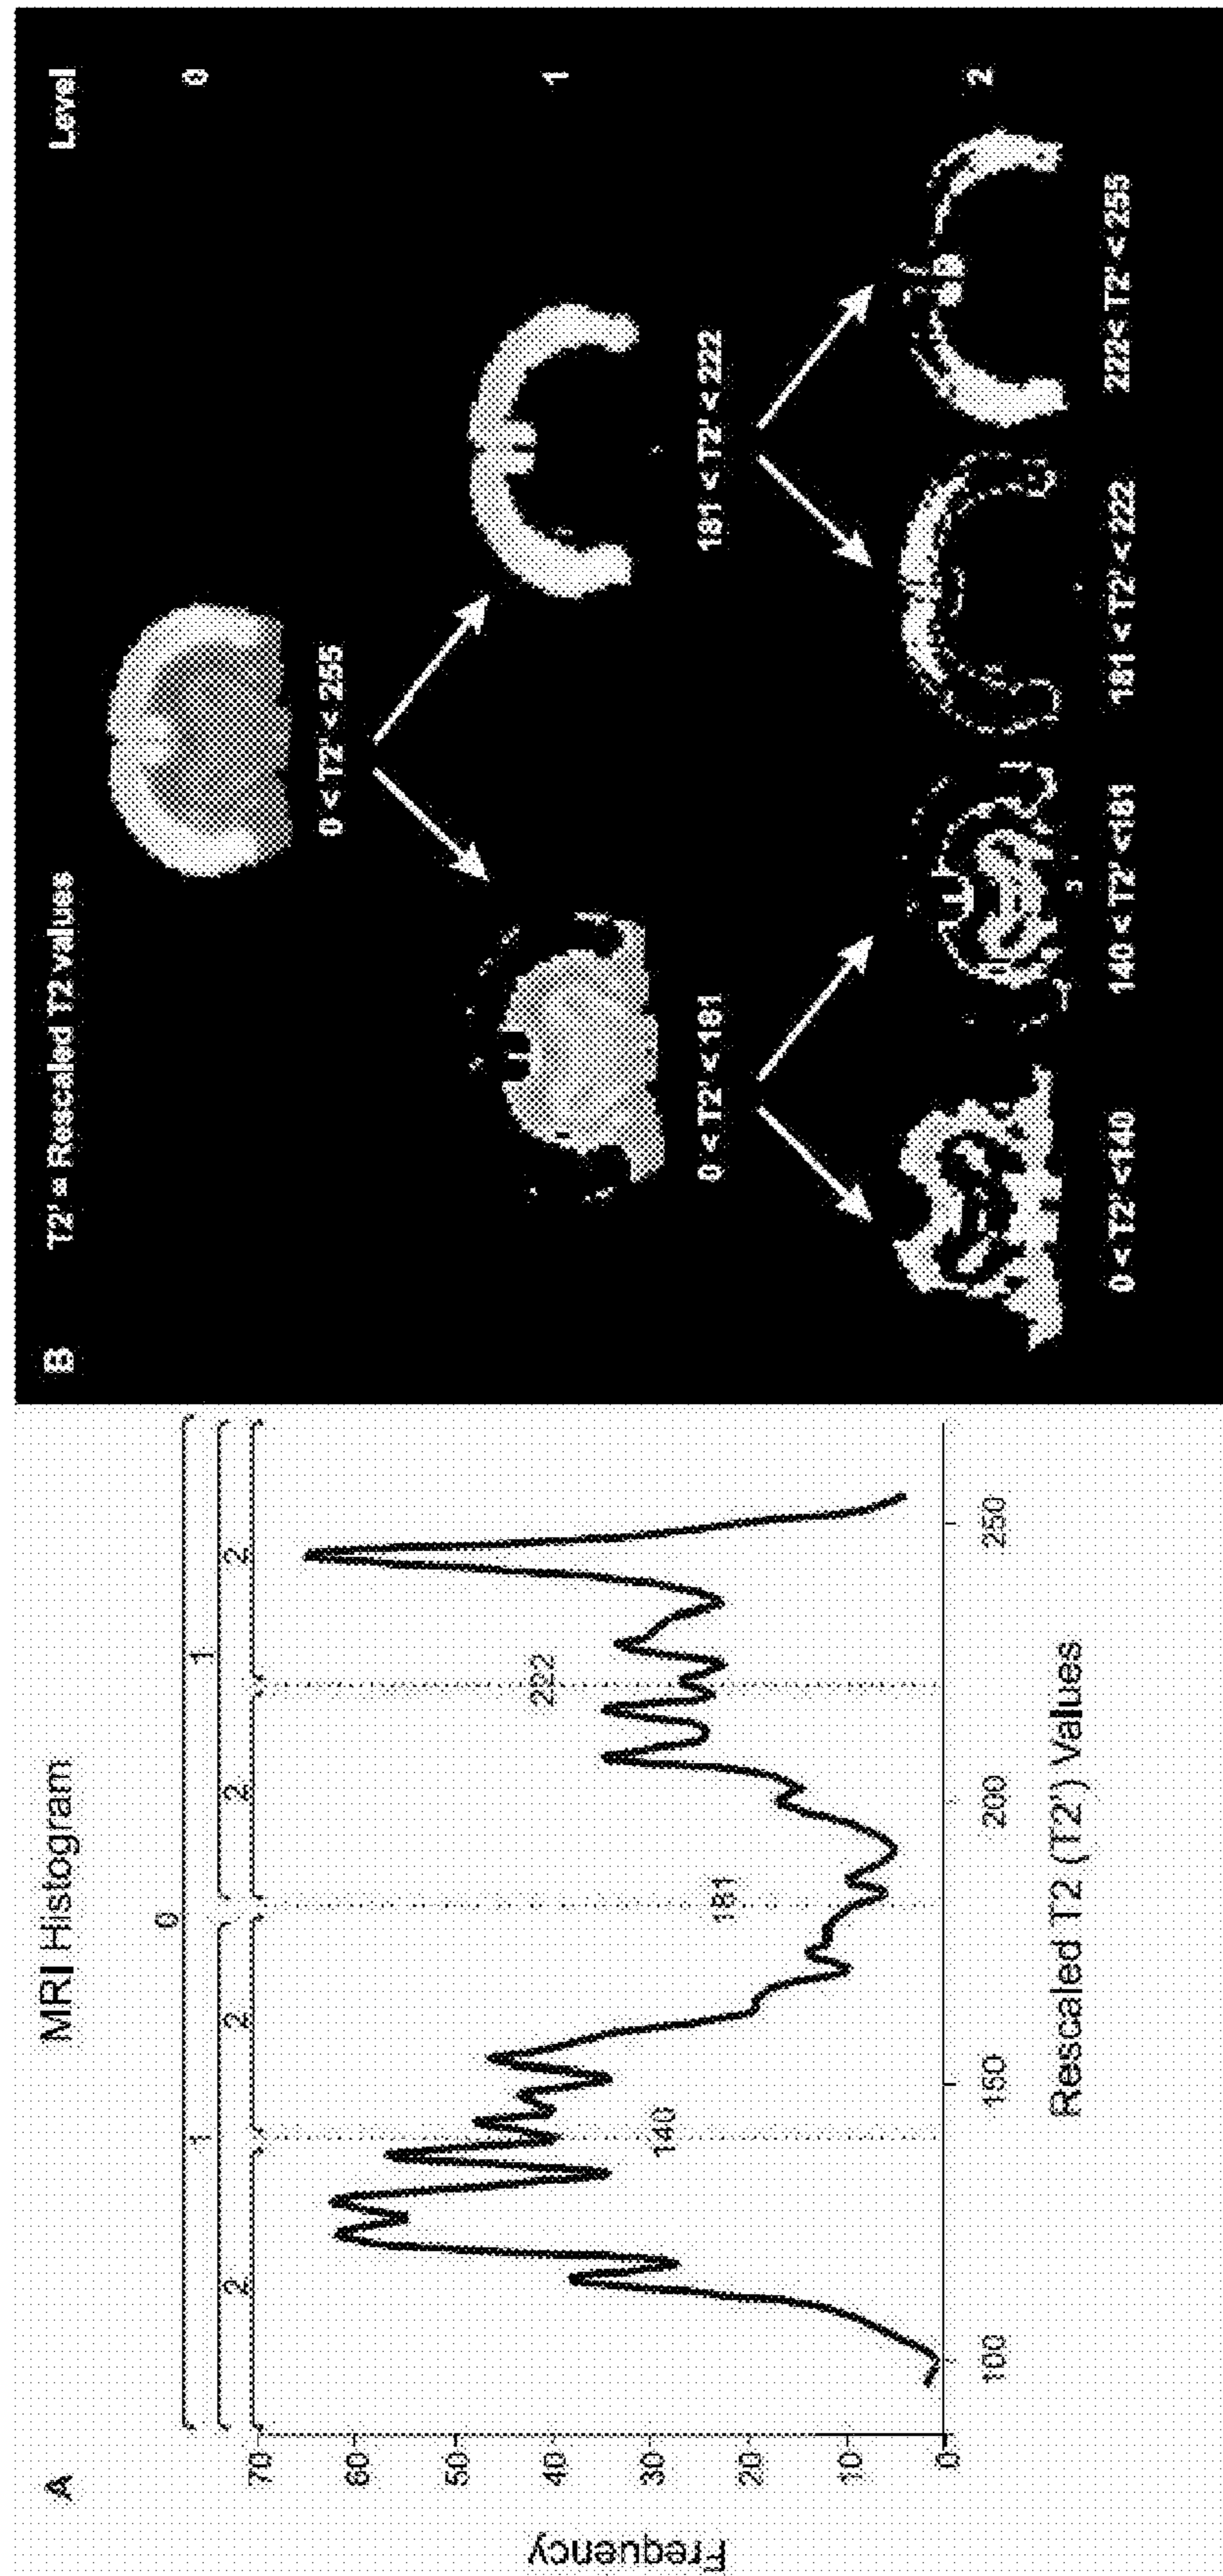 A
MRI Histogram
0
1
1
2
2
2
2
70
60
50
40
30
20
10
0
Frequency
140
181
222
100
150
200
250
Rescaled T2 (T2') Values
B
T2' = Rescaled T2 values
Level
0
0 < T2' < 255
1
0 < T2' < 181
181 < T2' < 222
2
0 < T2' <140
140 < T2' <181
181 < T2' < 222
222< T2' < 255